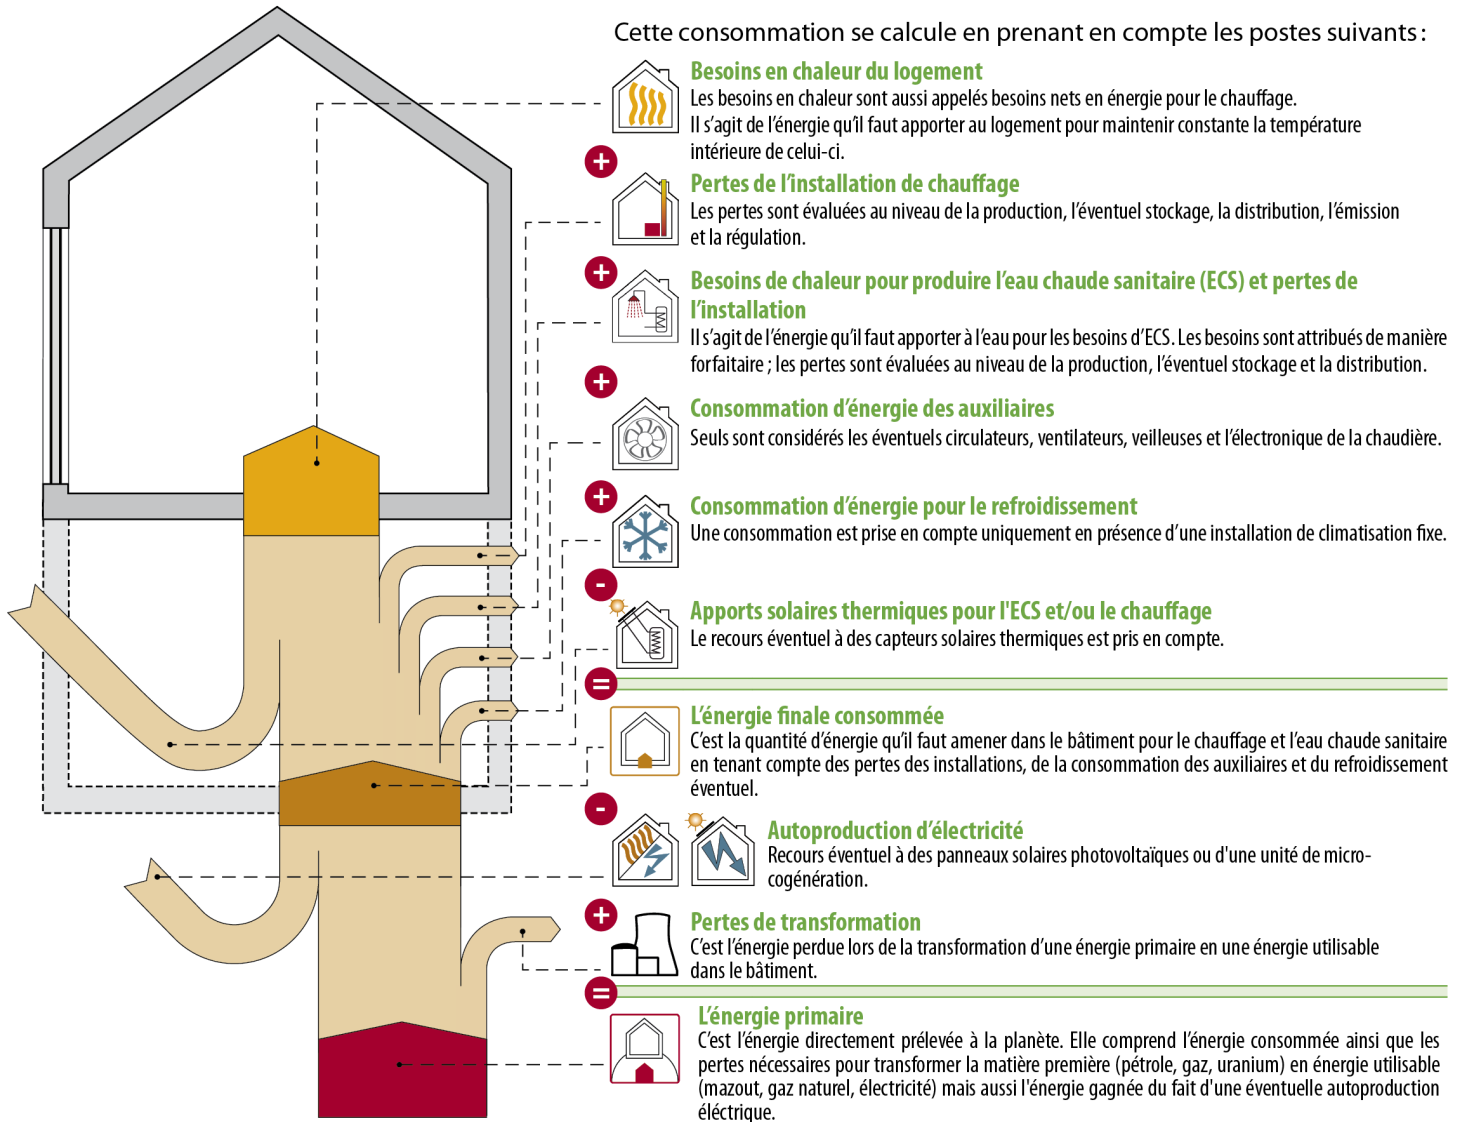 Cette consommation se calcule en prenant en compte les postes suivants :
Besoins en chaleur du logement
Les besoins en chaleur sont aussi appelés besoins nets en énergie pour le chauffage.
Il s’agit de l’énergie qu’il faut apporter au logement pour maintenir constante la température
intérieure de celui-ci.
+
Pertes de l’installation de chauffage
Les pertes sont évaluées au niveau de la production, l’éventuel stockage, la distribution, l’émission
et la régulation.
+
Besoins de chaleur pour produire l’eau chaude sanitaire (ECS) et pertes de
l’installation
Il s’agit de l’énergie qu’il faut apporter à l’eau pour les besoins d’ECS. Les besoins sont attribués de manière
forfaitaire ; les pertes sont évaluées au niveau de la production, l’éventuel stockage et la distribution.
+
Consommation d’énergie des auxiliaires
Seuls sont considérés les éventuels circulateurs, ventilateurs, veilleuses et l’électronique de la chaudière.
+
Consommation d’énergie pour le refroidissement
Une consommation est prise en compte uniquement en présence d’une installation de climatisation fixe.
-
Apports solaires thermiques pour l'ECS et/ou le chauffage
Le recours éventuel à des capteurs solaires thermiques est pris en compte.
=
L’énergie finale consommée
C’est la quantité d’énergie qu’il faut amener dans le bâtiment pour le chauffage et l’eau chaude sanitaire
en tenant compte des pertes des installations, de la consommation des auxiliaires et du refroidissement
éventuel.
-
Autoproduction d’électricité
Recours éventuel à des panneaux solaires photovoltaïques ou d'une unité de micro-
cogénération.
+
Pertes de transformation
C’est l’énergie perdue lors de la transformation d’une énergie primaire en une énergie utilisable
dans le bâtiment.
=
L’énergie primaire
C’est l’énergie directement prélevée à la planète. Elle comprend l’énergie consommée ainsi que les
pertes nécessaires pour transformer la matière première (pétrole, gaz, uranium) en énergie utilisable
(mazout, gaz naturel, électricité) mais aussi l'énergie gagnée du fait d'une éventuelle autoproduction
éléctrique.